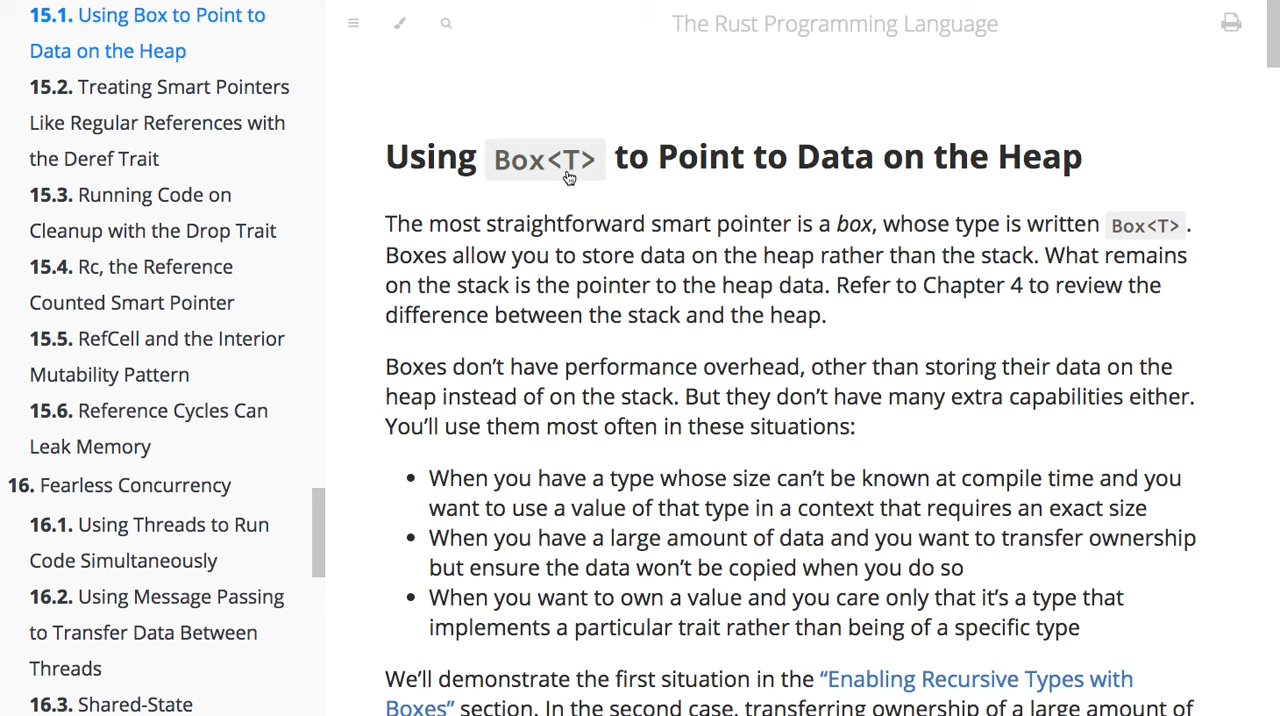 15.1. Using Box to Point to
Data on the Heap
15.2. Treating Smart Pointers
Like Regular References with
the Deref Trait
15.3. Running Code on
Cleanup with the Drop Trait
15.4. Rc, the Reference
Counted Smart Pointer
15.5. RefCell and the Interior
Mutability Pattern
15.6. Reference Cycles Can
Leak Memory
16. Fearless Concurrency
16.1. Using Threads to Run
Code Simultaneously
16.2. Using Message Passing
to Transfer Data Between
Threads
16.3. Shared-State
The Rust Programming Language
Using Box<T> to Point to Data on the Heap
The most straightforward smart pointer is a box, whose type is written Box<T>.
Boxes allow you to store data on the heap rather than the stack. What remains
on the stack is the pointer to the heap data. Refer to Chapter 4 to review the
difference between the stack and the heap.
Boxes don’t have performance overhead, other than storing their data on the
heap instead of on the stack. But they don’t have many extra capabilities either.
You’ll use them most often in these situations:
• When you have a type whose size can’t be known at compile time and you
want to use a value of that type in a context that requires an exact size
• When you have a large amount of data and you want to transfer ownership
but ensure the data won’t be copied when you do so
• When you want to own a value and you care only that it’s a type that
implements a particular trait rather than being of a specific type
We’ll demonstrate the first situation in the “Enabling Recursive Types with
Boxes” section. In the second case, transferring ownership of a large amount of